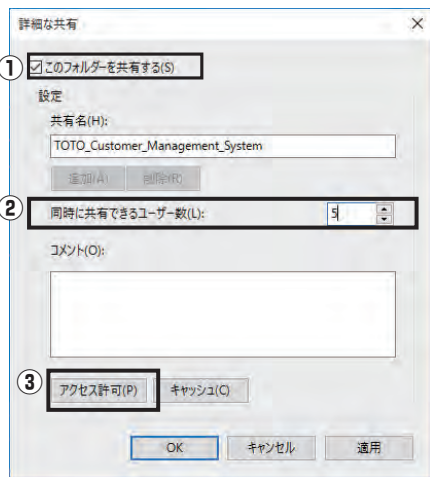 詳細な共有
① このフォルダーを共有する(S)
設定
共有名(H):
TOTO_Customer_Management_System
追加(A) 削除(R)
② 同時に共有できるユーザー数(L): 5
コメント(O):
③ アクセス許可(P) キャッシュ(C)
OK キャンセル 適用